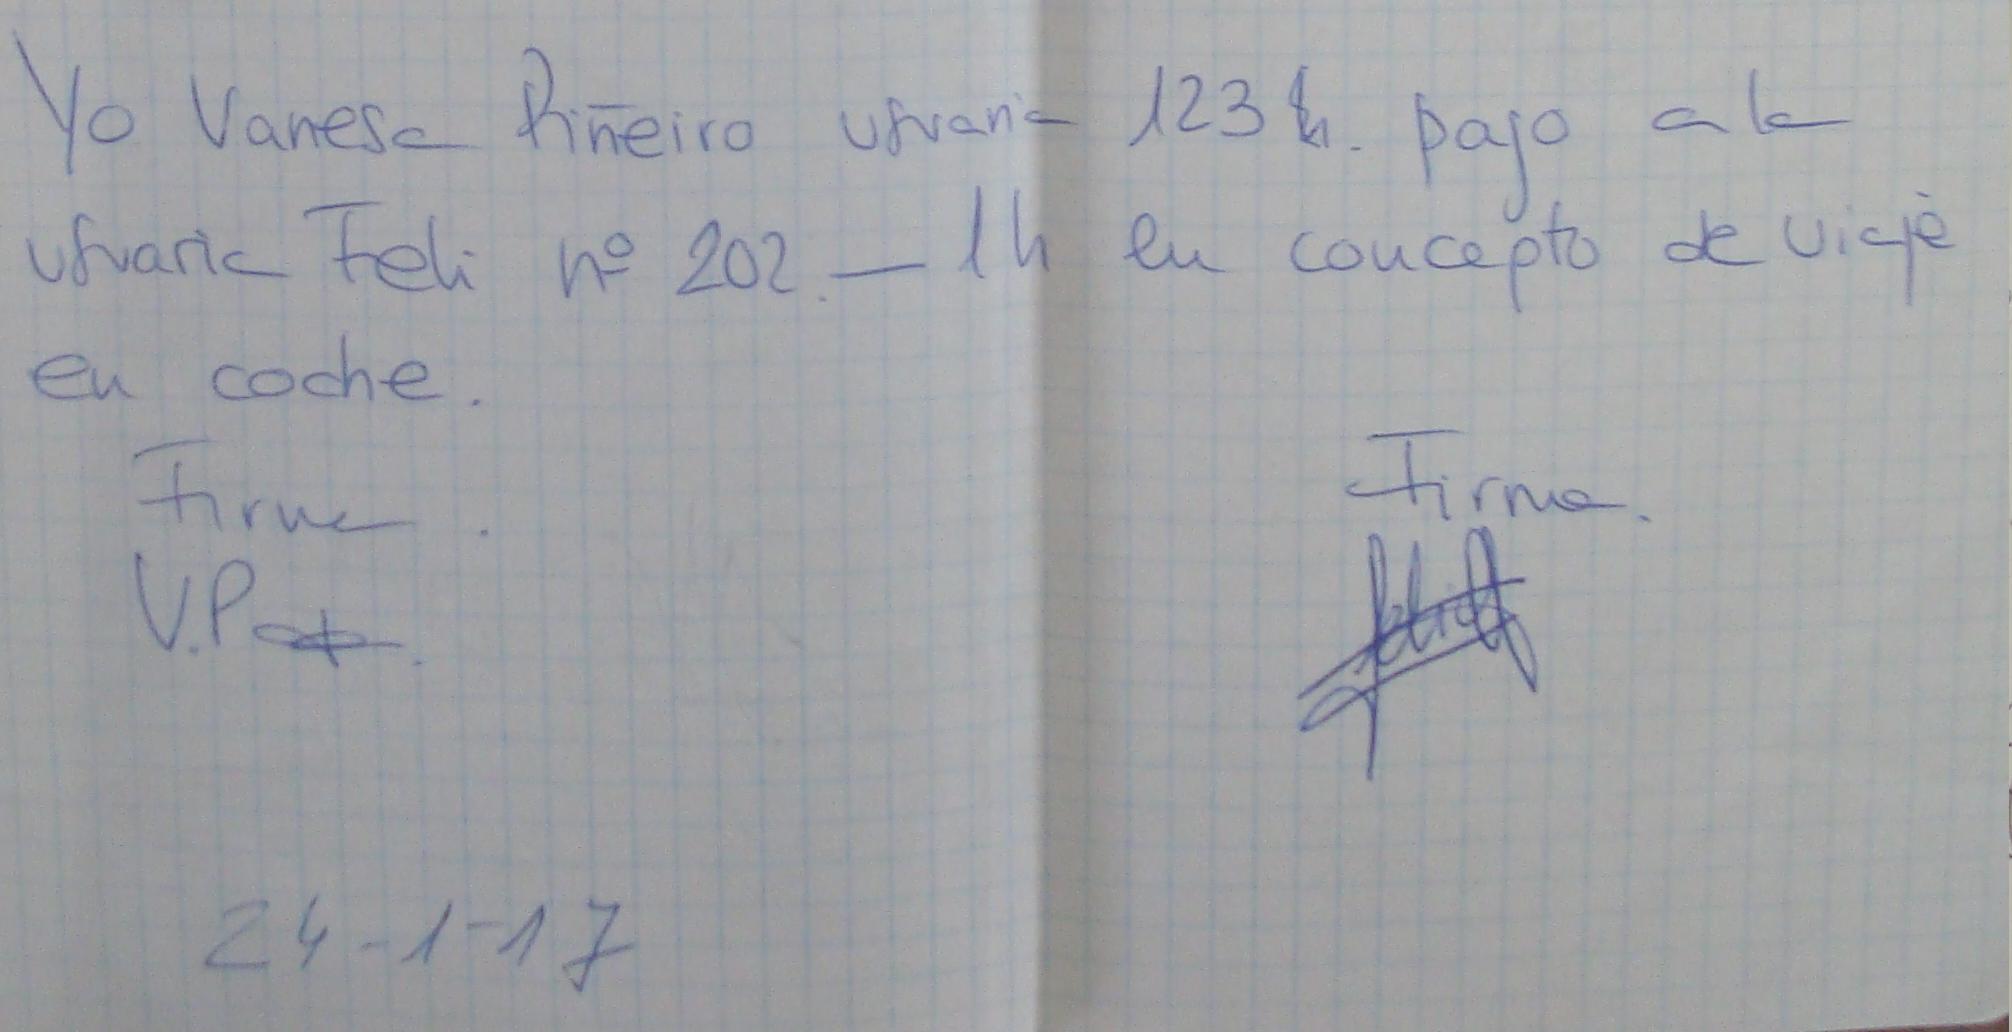 Yo Vanesa Piñeiro usuaria 123 pago a la
usuaria Feli nº 202. — 1h en concepto de viaje
en coche.
Firma. Firma.
V.P.
24-1-17